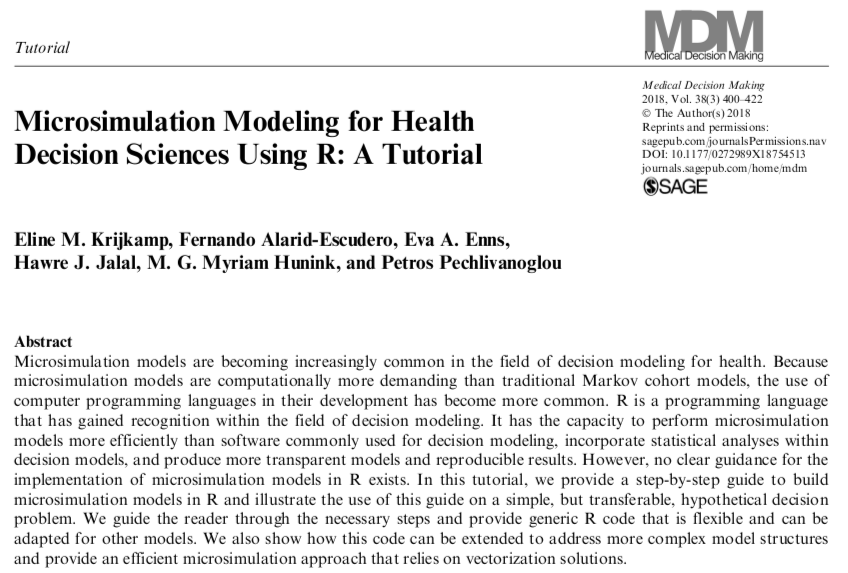 Tutorial
MDM
Medical Decision Making
Medical Decision Making
2018, Vol. 38(3) 400–422
© The Author(s) 2018
Reprints and permissions:
sagepub.com/journalsPermissions.nav
DOI: 10.1177/0272989X18754513
journals.sagepub.com/home/mdm
SAGE
Microsimulation Modeling for Health
Decision Sciences Using R: A Tutorial
Eline M. Krijkamp, Fernando Alarid-Escudero, Eva A. Enns,
Hawre J. Jalal, M. G. Myriam Hunink, and Petros Pechlivanoglou
Abstract
Microsimulation models are becoming increasingly common in the field of decision modeling for health. Because
microsimulation models are computationally more demanding than traditional Markov cohort models, the use of
computer programming languages in their development has become more common. R is a programming language
that has gained recognition within the field of decision modeling. It has the capacity to perform microsimulation
models more efficiently than software commonly used for decision modeling, incorporate statistical analyses within
decision models, and produce more transparent models and reproducible results. However, no clear guidance for the
implementation of microsimulation models in R exists. In this tutorial, we provide a step-by-step guide to build
microsimulation models in R and illustrate the use of this guide on a simple, but transferable, hypothetical decision
problem. We guide the reader through the necessary steps and provide generic R code that is flexible and can be
adapted for other models. We also show how this code can be extended to address more complex model structures
and provide an efficient microsimulation approach that relies on vectorization solutions.